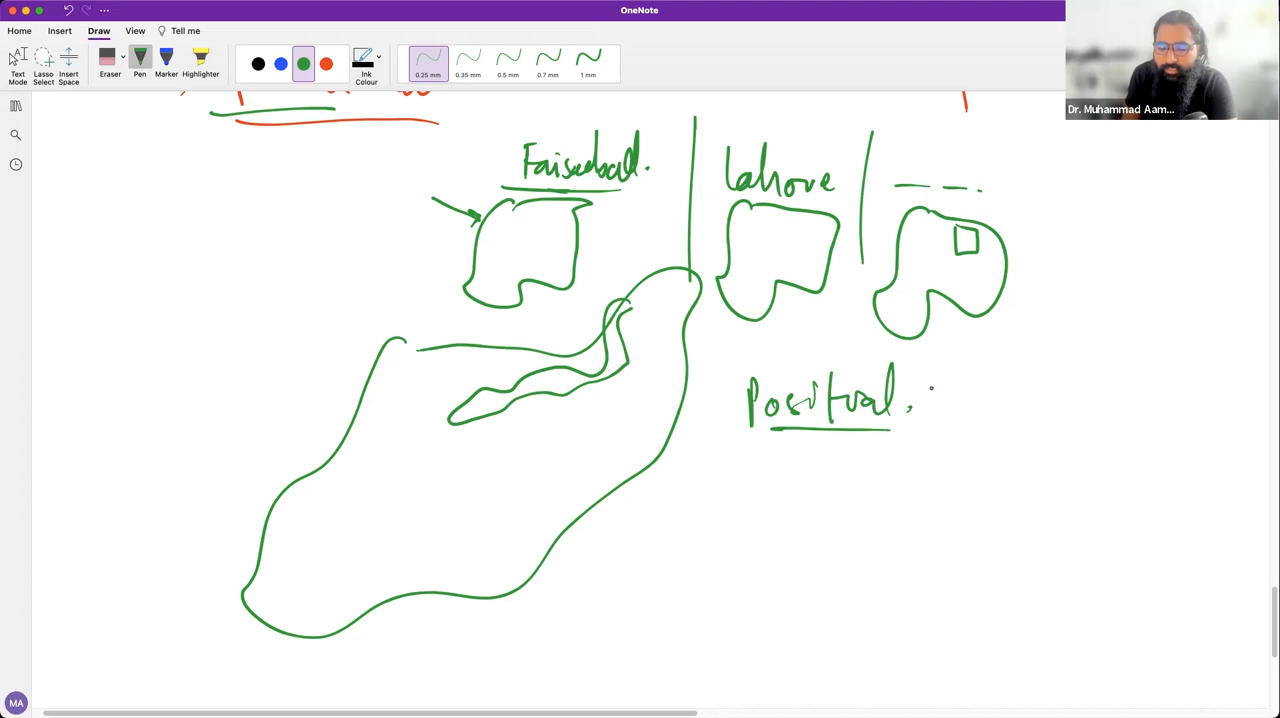 OneNote
Home Insert Draw View Tell me
Text Mode Lasso Select Insert Space Eraser Pen Marker Highlighter Ink Colour 0.25 mm 0.35 mm 0.5 mm 0.7 mm 1 mm
Dr. Muhammad Aam...
Lahore
MA